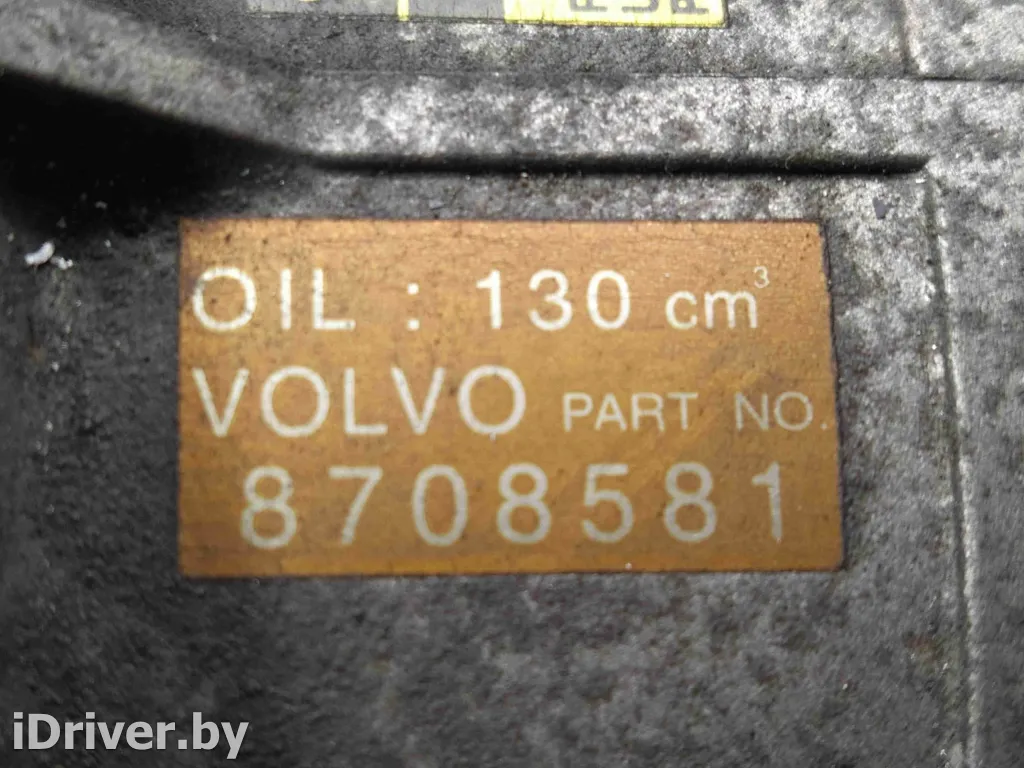 OIL : 130 cm³
VOLVO PART NO.
8708581
iDriver.by